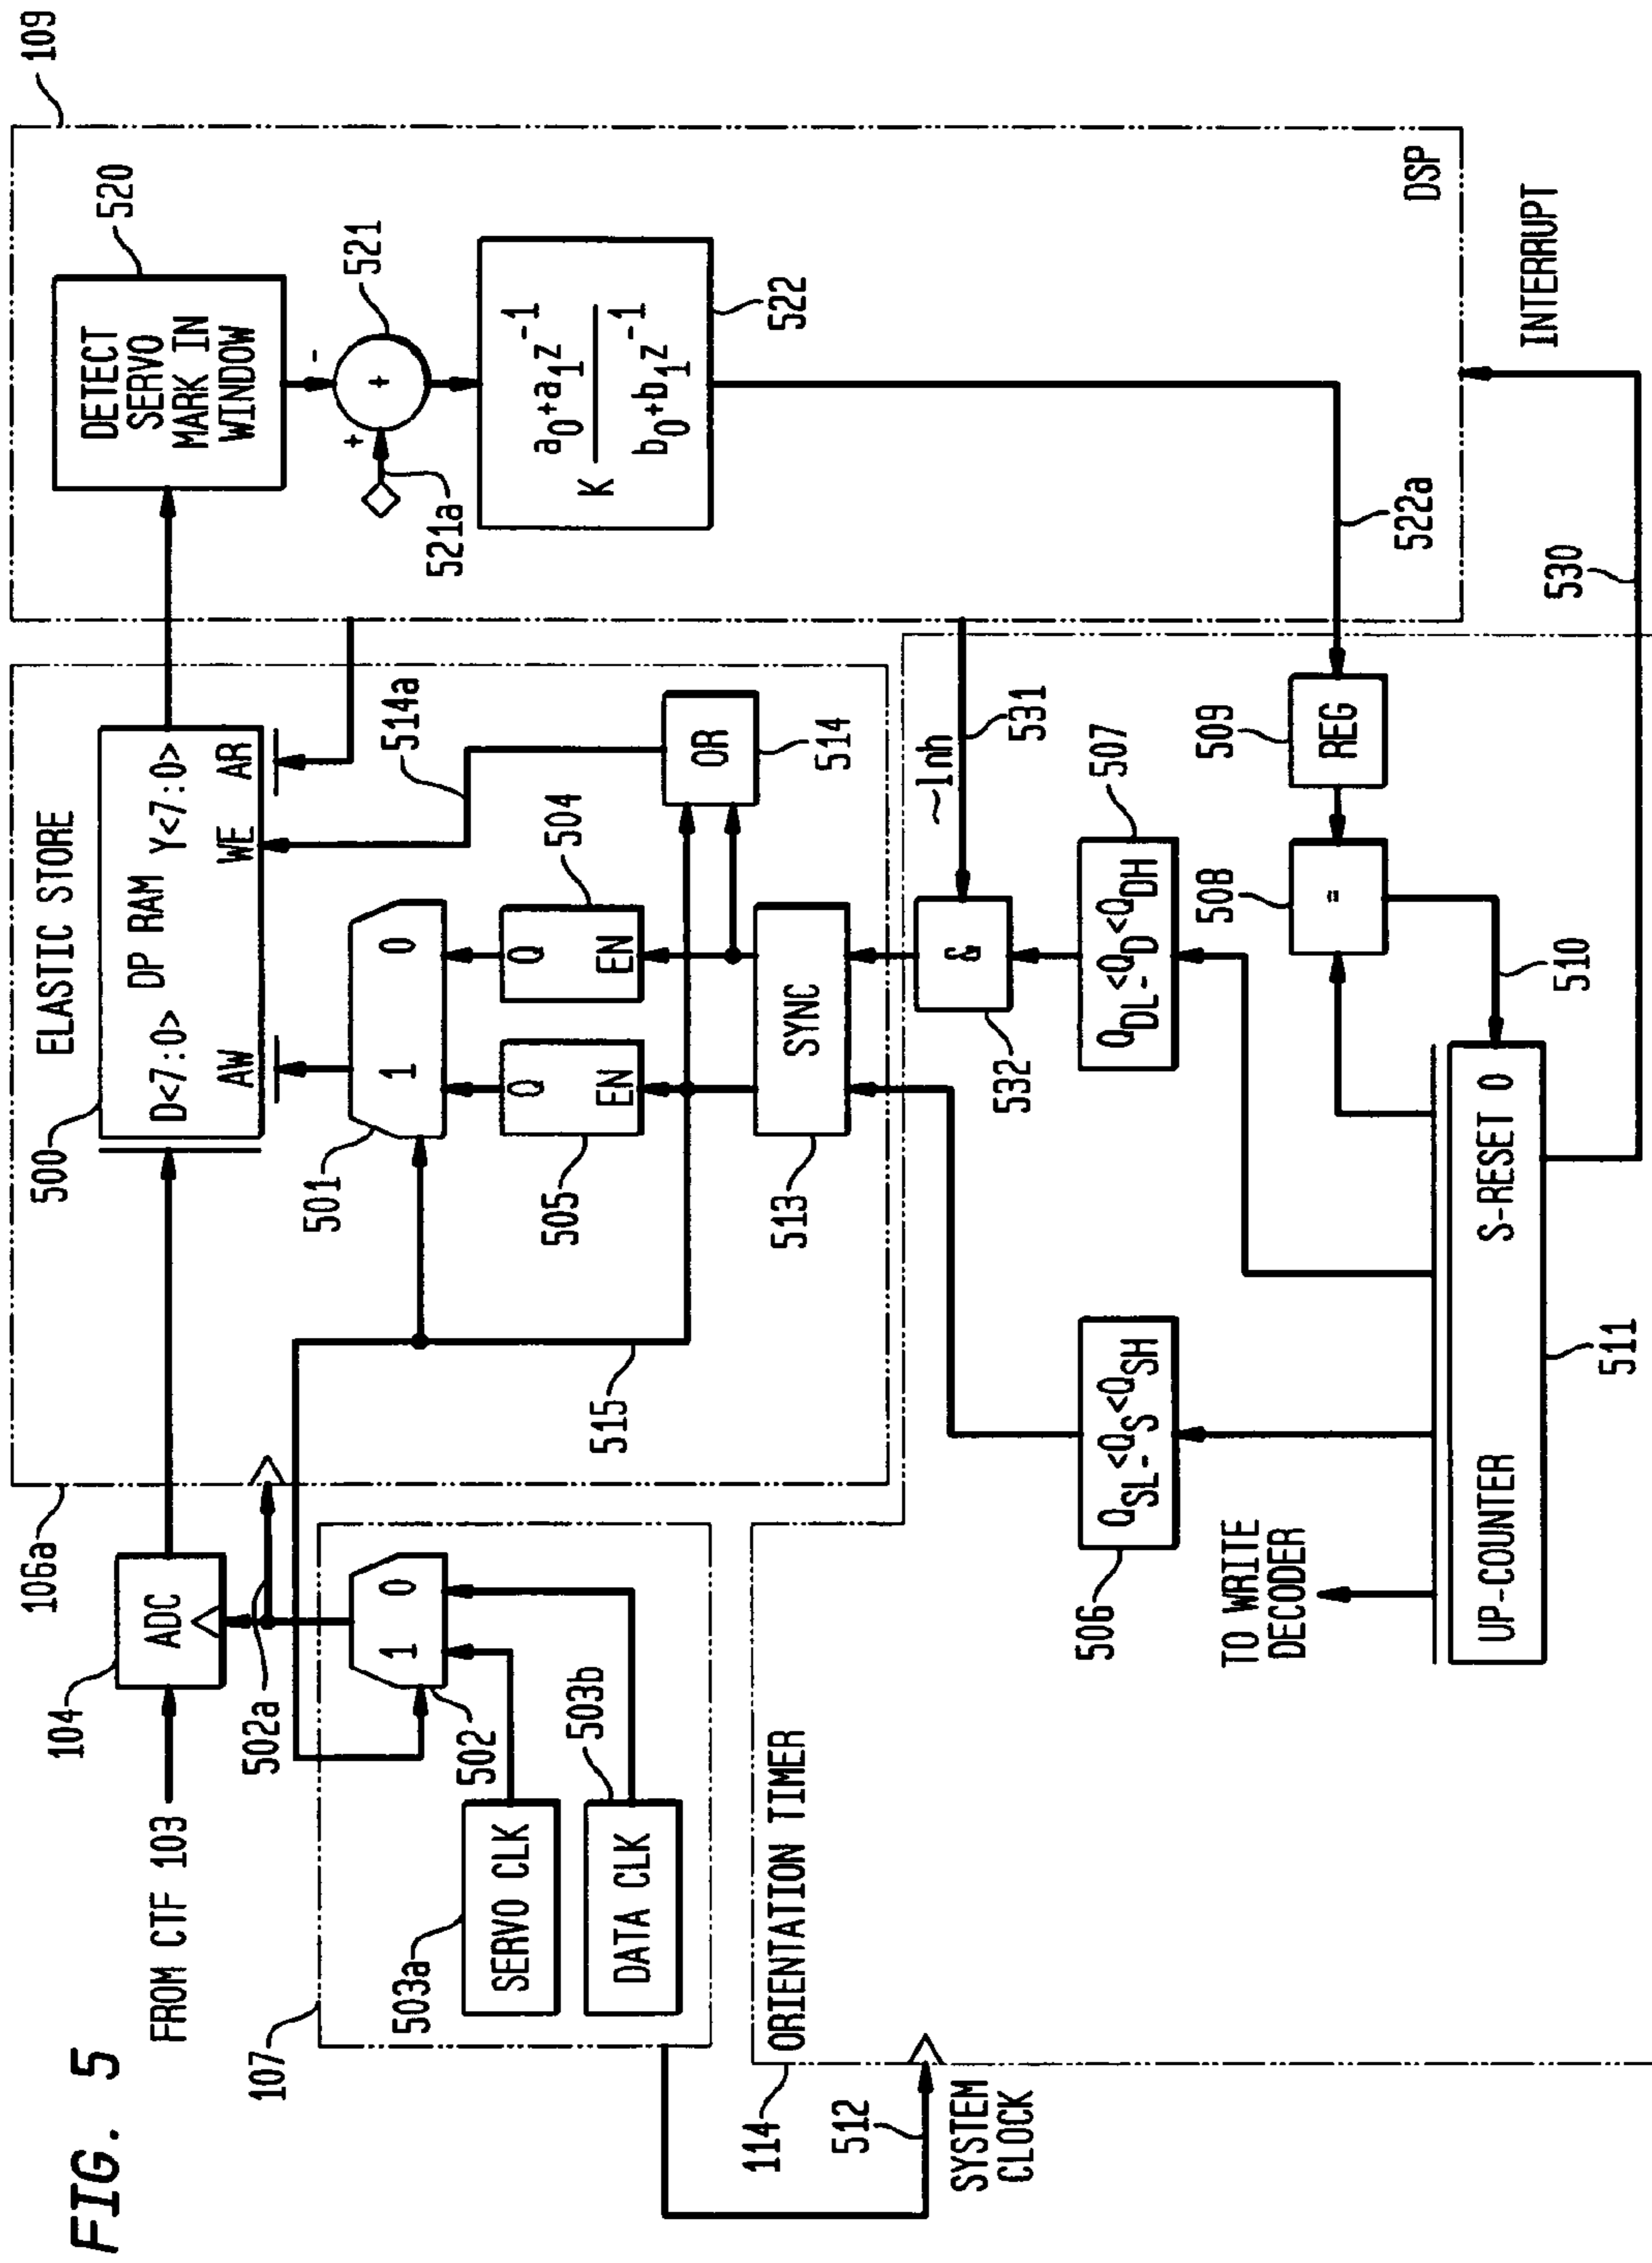 FIG. 5
FROM CTF 103
104
ADC
106a
502a
107
503a
SERVO CLK
DATA CLK
503b
502
1 0
512
SYSTEM
CLOCK
114
ORIENTATION TIMER
ELASTIC STORE
500
D<7:0> DP RAM Y<7:0>
AW WE AR
514a
501
1 0
504
Q
EN
505
Q
EN
OR
514
513
SYNC
515
109
520
DETECT
SERVO
MARK IN
WINDOW
-
+
+
521
521a
K a0+a1z-1
b0+b1z-1
522
522a
DSP
INTERRUPT
530
~Inh
531
&
532
507
QDL-<QD<QDH
QSL-<QS<QSH
506
509
REG
508
=
510
TO WRITE
DECODER
UP-COUNTER S-RESET 0
511